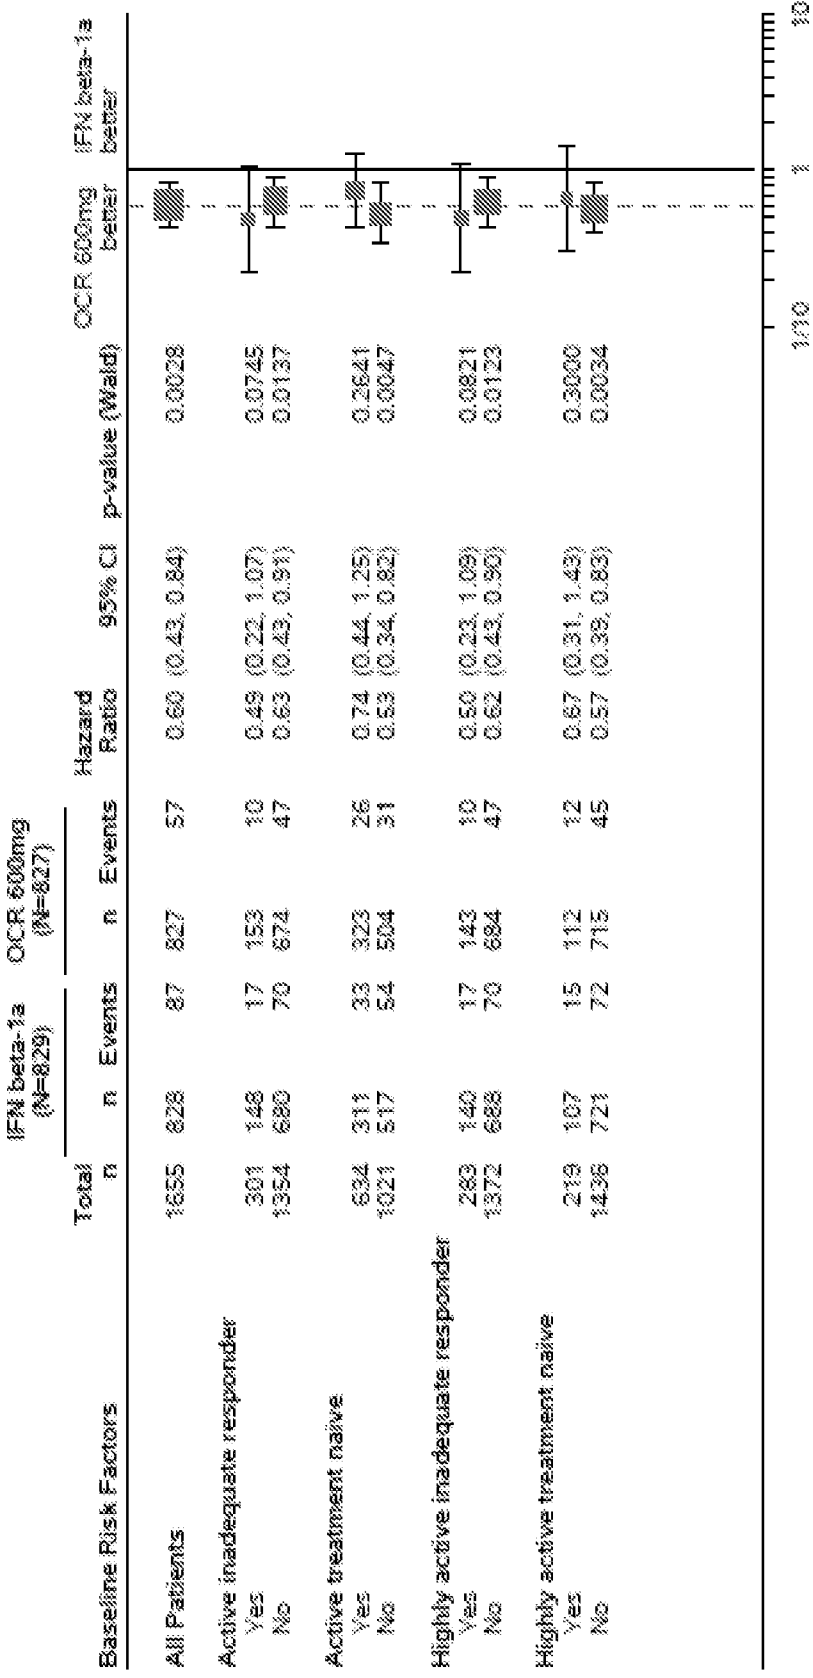 IFN beta-1a OCR 600mg
(N=829) (N=827)
Total Hazard OCR 600mg IFN beta-1a
Baseline Risk Factors n n Events n Events Ratio 95% CI p-value (Wald) better better
All Patients 1655 828 87 827 57 0.60 (0.43, 0.84) 0.0028
Active inadequate responder
Yes 301 148 17 153 10 0.49 (0.22, 1.07) 0.0745
No 1354 680 70 674 47 0.63 (0.43, 0.91) 0.0137
Active treatment naïve
Yes 634 311 33 323 26 0.74 (0.44, 1.25) 0.2641
No 1021 517 54 504 31 0.53 (0.34, 0.82) 0.0047
Highly active inadequate responder
Yes 283 140 17 143 10 0.50 (0.23, 1.09) 0.0821
No 1372 688 70 684 47 0.62 (0.43, 0.90) 0.0123
Highly active treatment naïve
Yes 219 107 15 112 12 0.67 (0.31, 1.43) 0.3000
No 1436 721 72 715 45 0.57 (0.39, 0.83) 0.0034
1/10 1 10